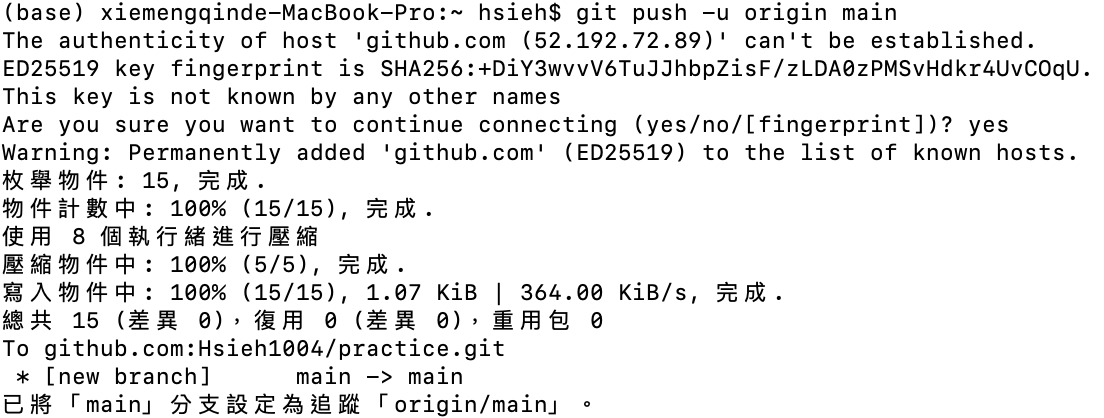 (base) xiemengqinde-MacBook-Pro:~ hsieh$ git push -u origin main
The authenticity of host 'github.com (52.192.72.89)' can't be established.
ED25519 key fingerprint is SHA256:+DiY3wvvV6TuJJhbpZisF/zLDA0zPMSvHdkr4UvCOqU.
This key is not known by any other names
Are you sure you want to continue connecting (yes/no/[fingerprint])? yes
Warning: Permanently added 'github.com' (ED25519) to the list of known hosts.
枚舉物件: 15, 完成.
物件計數中: 100% (15/15), 完成.
使用 8 個執行緒進行壓縮
壓縮物件中: 100% (5/5), 完成.
寫入物件中: 100% (15/15), 1.07 KiB | 364.00 KiB/s, 完成.
總共 15 (差異 0)，復用 0 (差異 0)，重用包 0
To github.com:Hsieh1004/practice.git
 * [new branch]      main -> main
已將「main」分支設定為追蹤「origin/main」。